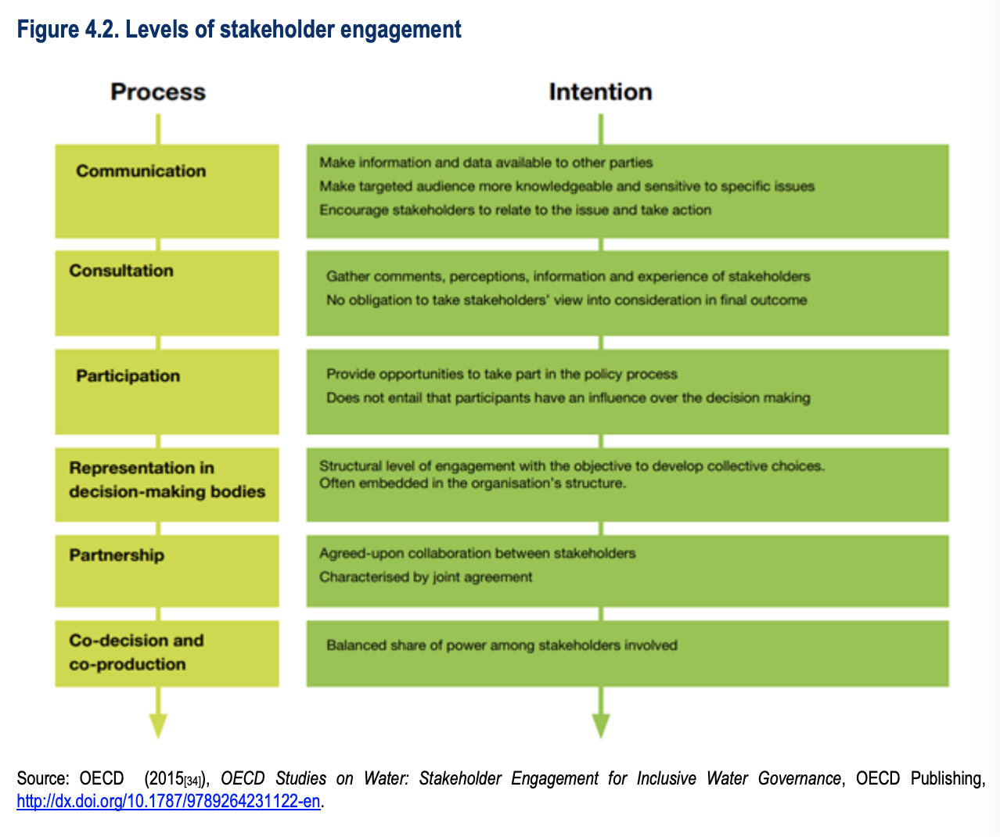 Figure 4.2. Levels of stakeholder engagement
Process
Intention
Communication
Make information and data available to other parties
Make targeted audience more knowledgeable and sensitive to specific issues
Encourage stakeholders to relate to the issue and take action
Consultation
Gather comments, perceptions, information and experience of stakeholders
No obligation to take stakeholders' view into consideration in final outcome
Participation
Provide opportunities to take part in the policy process
Does not entail that participants have an influence over the decision making
Representation in
decision-making bodies
Structural level of engagement with the objective to develop collective choices.
Often embedded in the organisation's structure.
Partnership
Agreed-upon collaboration between stakeholders
Characterised by joint agreement
Co-decision and
co-production
Balanced share of power among stakeholders involved
Source: OECD (2015[34]), OECD Studies on Water: Stakeholder Engagement for Inclusive Water Governance, OECD Publishing,
http://dx.doi.org/10.1787/9789264231122-en.